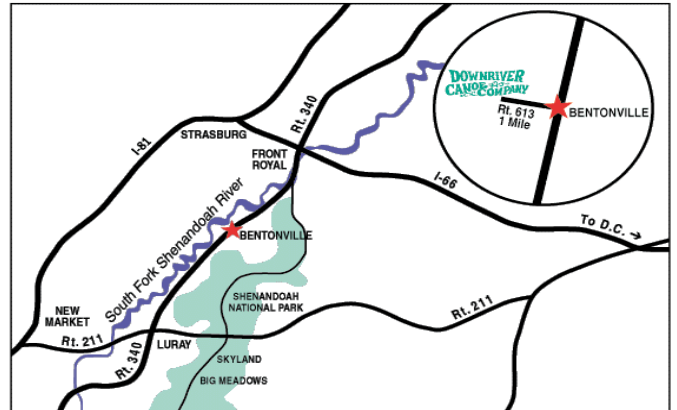 DOWNRIVER
CANOE COMPANY
Rt. 613
1 Mile
BENTONVILLE
Rt. 340
STRASBURG
I-81
FRONT
ROYAL
I-66
To D.C. →
South Fork Shenandoah River
BENTONVILLE
SHENANDOAH
NATIONAL PARK
NEW
MARKET
Rt. 211
Rt. 211
LURAY
Rt. 340
SKYLAND
BIG MEADOWS